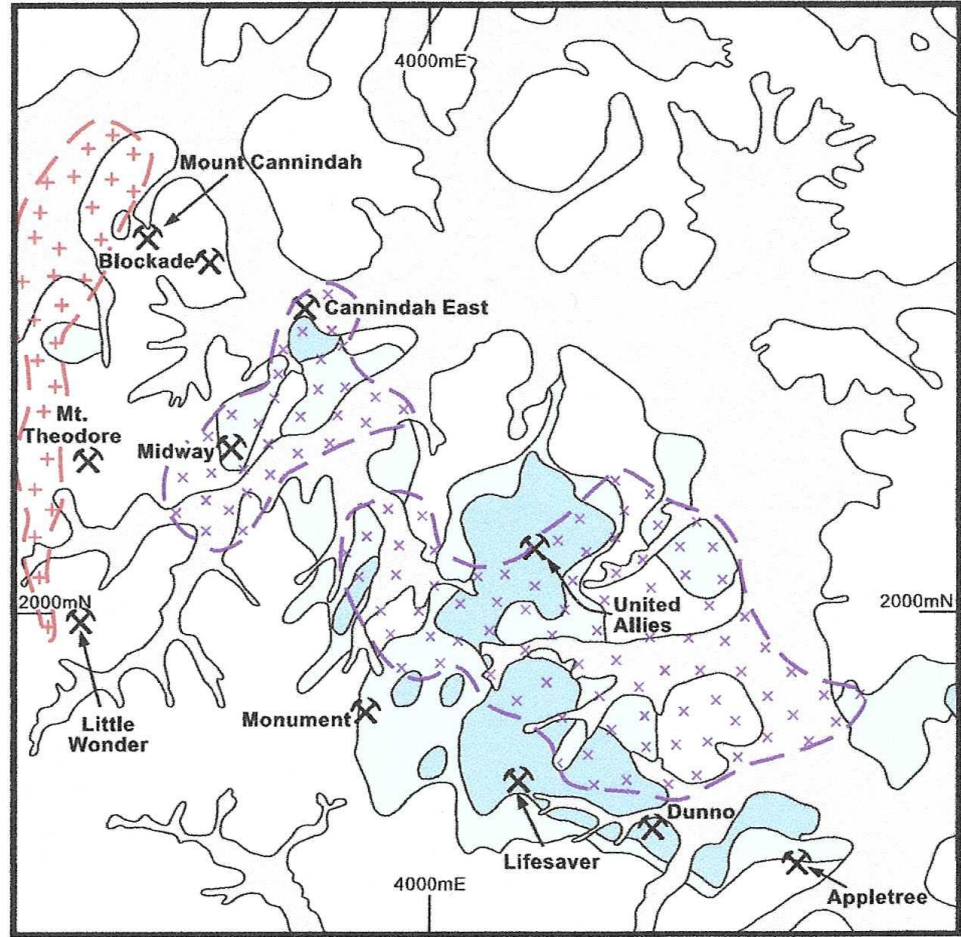 4000mE
Mount Cannindah
Blockade
Cannindah East
Mt.
Theodore
Midway
2000mN
2000mN
United
Allies
Little
Wonder
Monument
Dunno
Lifesaver
4000mE
Appletree